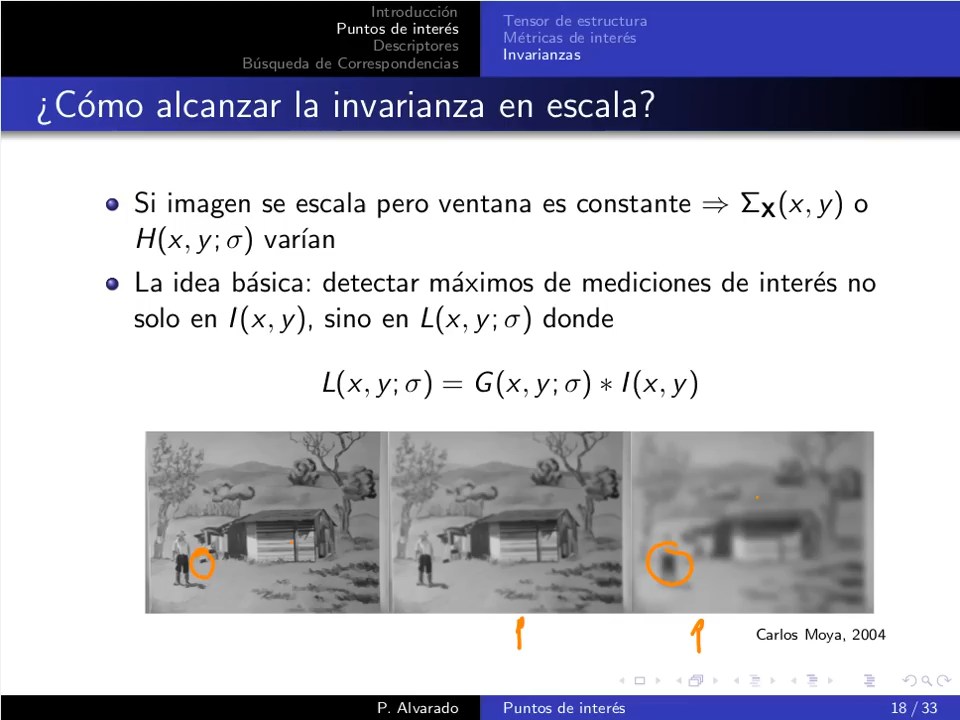 Introducción
Puntos de interés
Descriptores
Búsqueda de Correspondencias
Tensor de estructura
Métricas de interés
Invarianzas
¿Cómo alcanzar la invarianza en escala?
Si imagen se escala pero ventana es constante ⇒ Σ_X(x, y) o
H(x, y; σ) varían
La idea básica: detectar máximos de mediciones de interés no
solo en I(x, y), sino en L(x, y; σ) donde
L(x, y; σ) = G(x, y; σ) ∗ I(x, y)
Carlos Moya, 2004
P. Alvarado
Puntos de interés
18 / 33